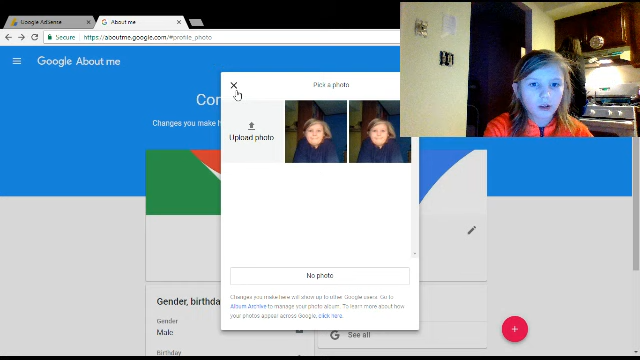 Google AdSense
About me
Secure
https://aboutme.google.com/#profile_photo
Google About me
Pick a photo
Changes you make h
Upload photo
No photo
Changes you make here will show up to other Google users. Go to
Album Archive to manage your photo album. To learn more about how
your photos appear across Google, click here.
Gender, birthda
Gender
Male
Birthday
See all